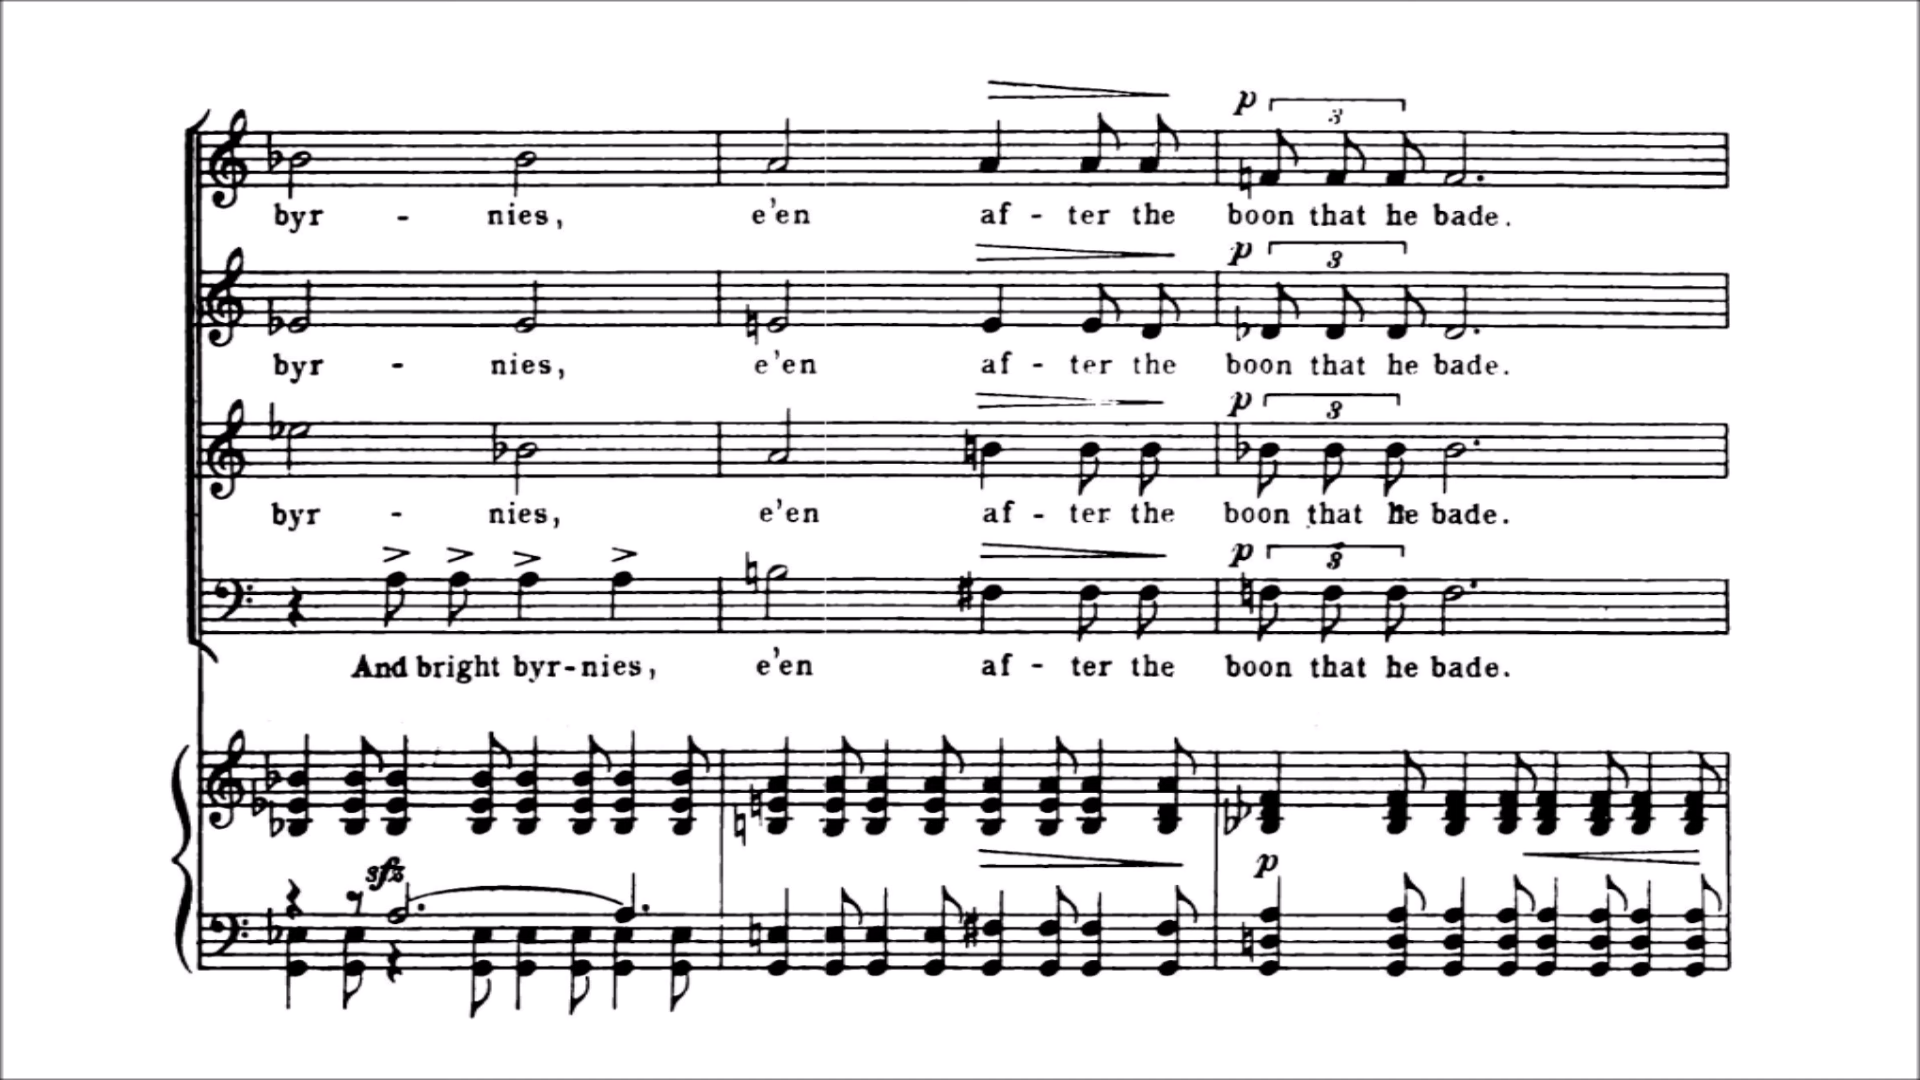 p 3
byr - nies, e'en af - ter the boon that he bade.
p 3
byr - nies, e'en af - ter the boon that he bade.
p 3
byr - nies, e'en af - ter the boon that he bade.
p 3
And bright byr-nies, e'en af - ter the boon that he bade.
sfz p